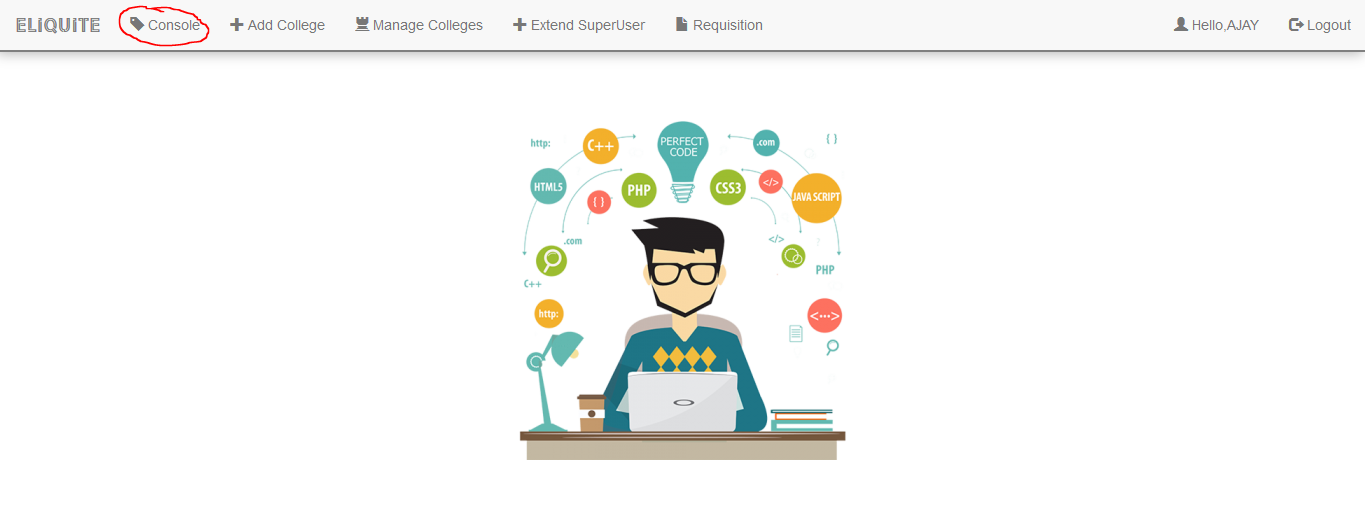 ELIQUITE Console Add College Manage Colleges Extend SuperUser Requisition Hello,AJAY Logout
http: C++ PERFECT CODE .com { }
HTML5 { } PHP CSS3 </> JAVA SCRIPT
.com </>
C++ PHP
http: <...>